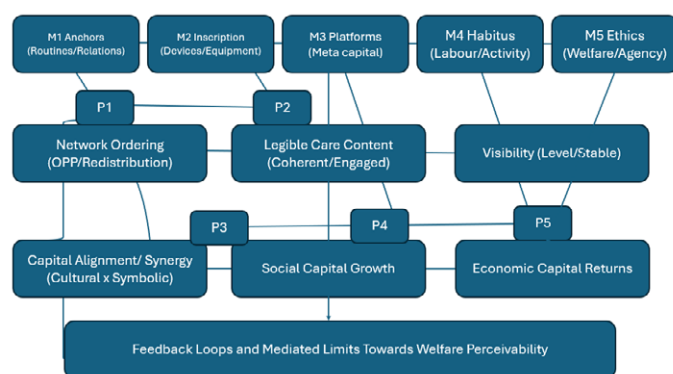 M1 Anchors
(Routines/Relations)
M2 Inscription
(Devices/Equipment)
M3 Platforms
(Meta capital)
M4 Habitus
(Labour/Activity)
M5 Ethics
(Welfare/Agency)
P1
P2
Network Ordering
(OPP/Redistribution)
Legible Care Content
(Coherent/Engaged)
Visibility (Level/Stable)
P3
P4
P5
Capital Alignment/ Synergy
(Cultural x Symbolic)
Social Capital Growth
Economic Capital Returns
Feedback Loops and Mediated Limits Towards Welfare Perceivability